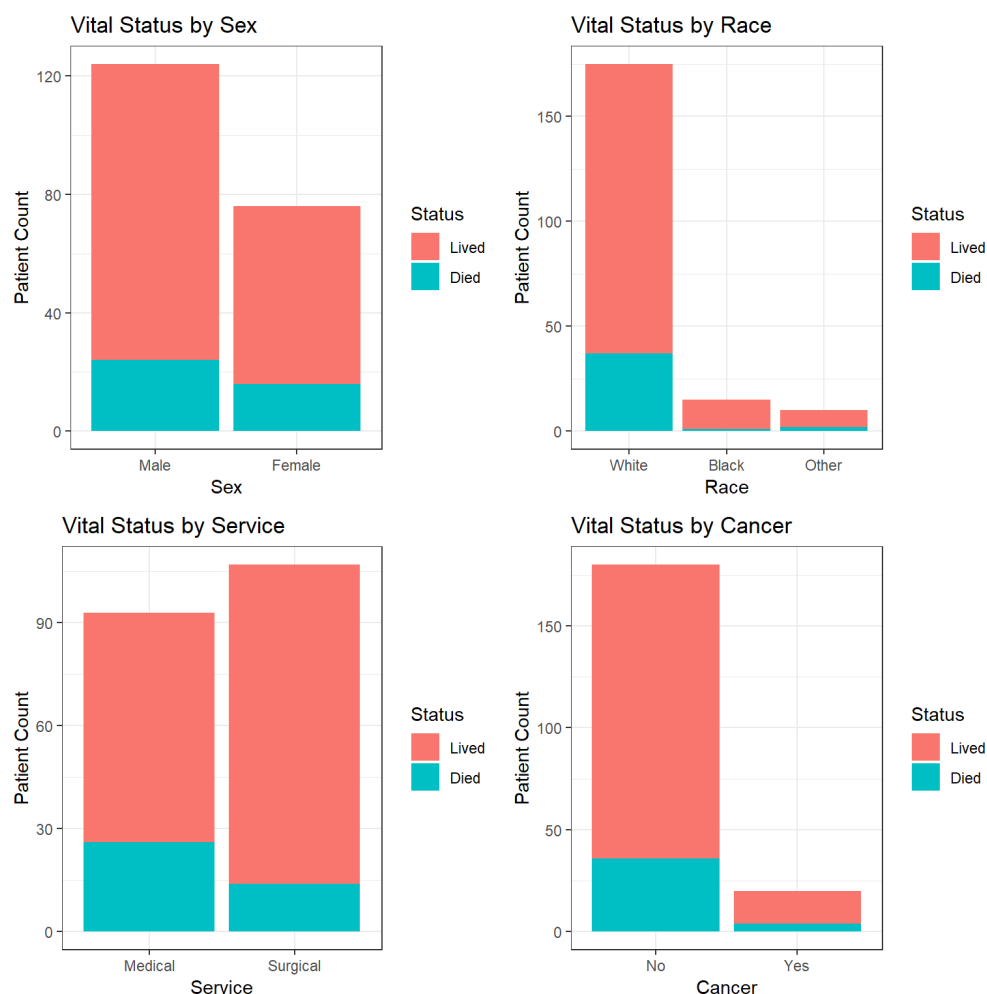 Vital Status by Sex
120
80
40
0
Patient Count
Male Female
Sex
Status
Lived
Died
Vital Status by Race
150
100
50
0
Patient Count
White Black Other
Race
Status
Lived
Died
Vital Status by Service
90
60
30
0
Patient Count
Medical Surgical
Service
Status
Lived
Died
Vital Status by Cancer
150
100
50
0
Patient Count
No Yes
Cancer
Status
Lived
Died